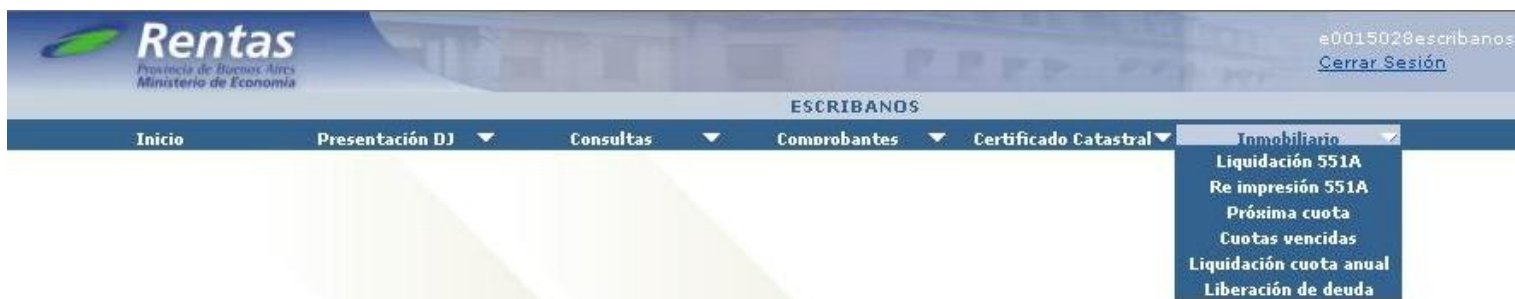 Rentas
Provincia de Buenos Aires
Ministerio de Economía
e0015028escribanos
Cerrar Sesión
ESCRIBANOS
Inicio Presentación DJ Consultas Comprobantes Certificado Catastral Inmobiliario
Liquidación 551A
Re impresión 551A
Próxima cuota
Cuotas vencidas
Liquidación cuota anual
Liberación de deuda